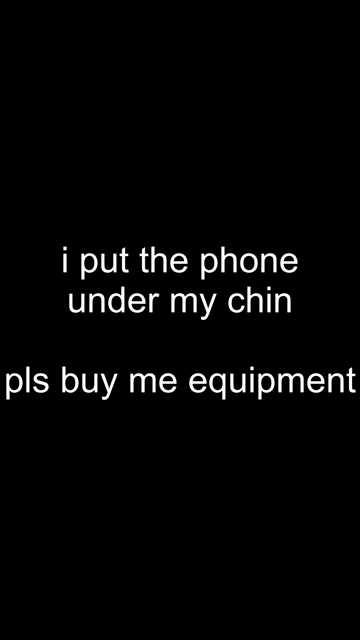 i put the phone
under my chin
pls buy me equipment